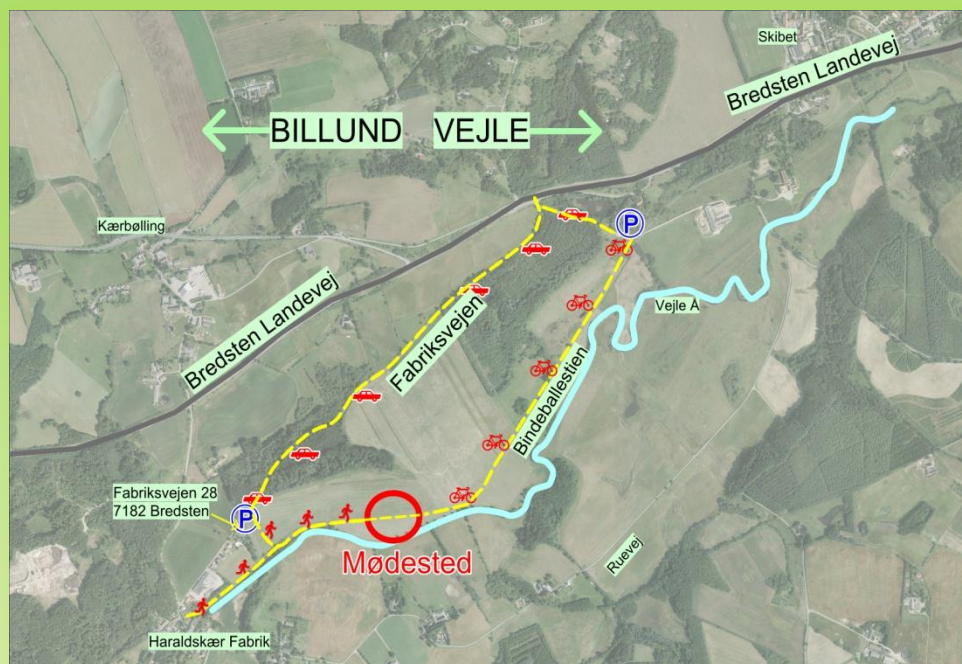 Skibet
Bredsten Landevej
BILLUND VEJLE
Kærbølling
P
Vejle Å
Bredsten Landevej
Fabriksvejen
Bindeballestien
Fabriksvejen 28
7182 Bredsten
P
Mødested
Ruevej
Haraldskær Fabrik